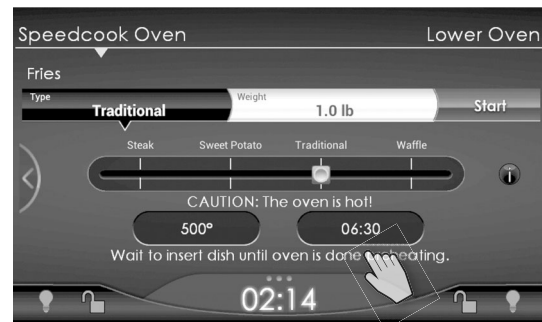 Speedcook Oven Lower Oven
Fries
Type Traditional Weight 1.0 lb Start
Steak Sweet Potato Traditional Waffle
CAUTION: The oven is hot!
500° 06:30
Wait to insert dish until oven is done preheating.
02:14